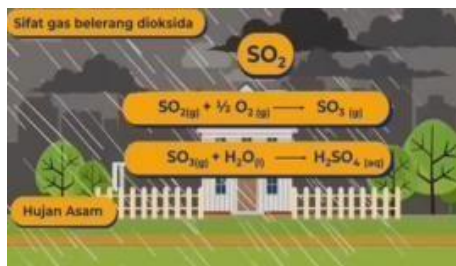 Sifat gas belerang dioksida
SO₂
SO₂(g) + ½ O₂ (g) ⟶ SO₃ (g)
SO₃(g) + H₂O(l) ⟶ H₂SO₄ (aq)
Hujan Asam